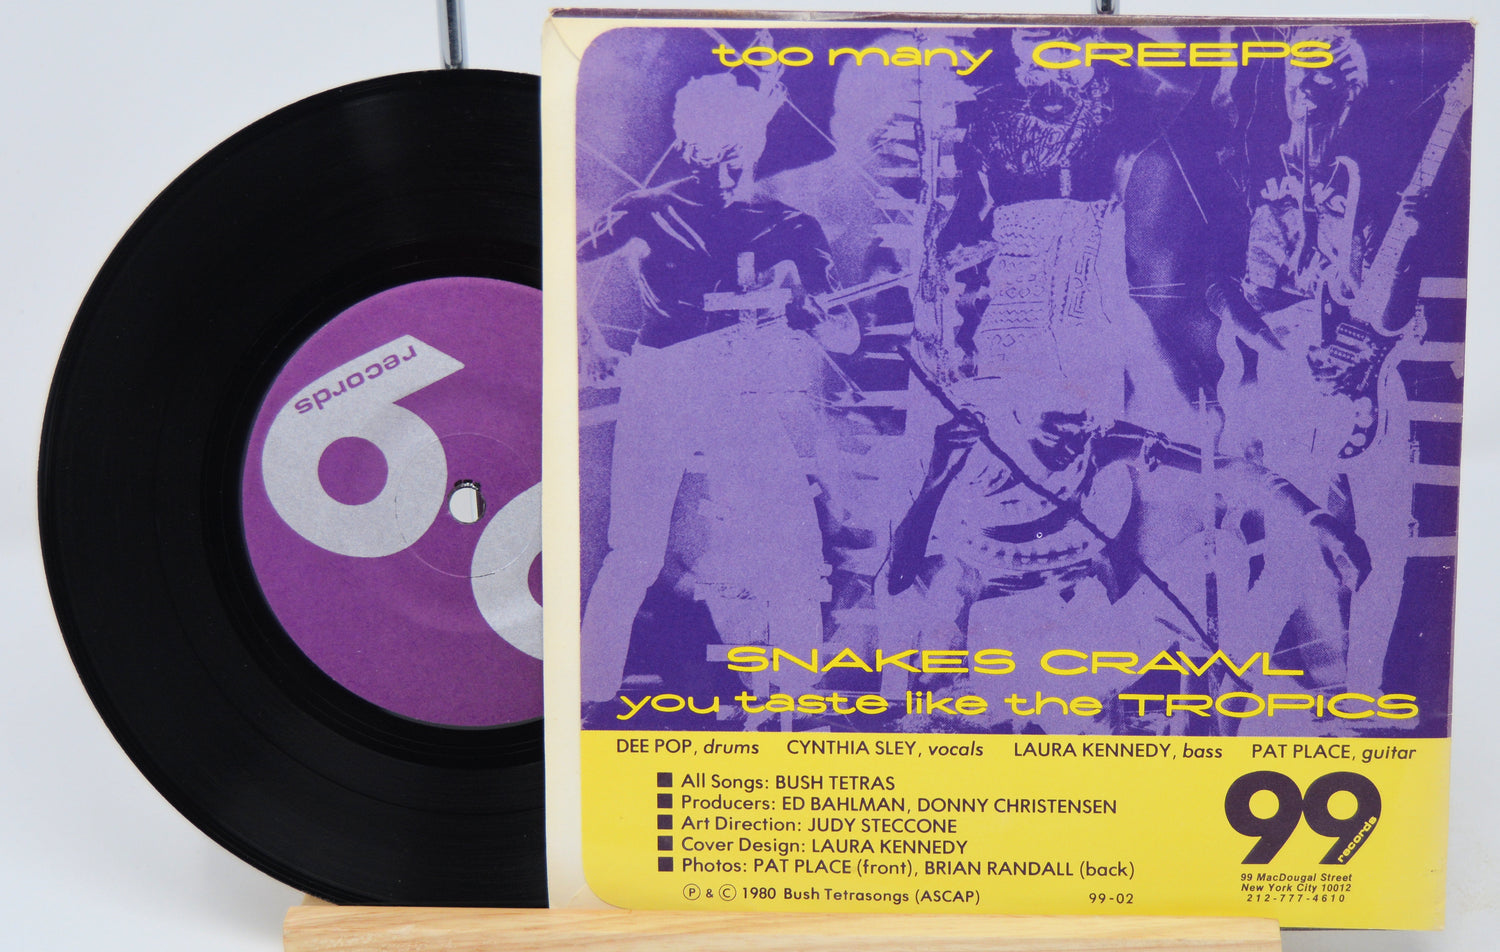 too many CREEPS
SNAKES CRAWL
you taste like the TROPICS
DEE POP, drums CYNTHIA SLEY, vocals LAURA KENNEDY, bass PAT PLACE, guitar
■ All Songs: BUSH TETRAS
■ Producers: ED BAHLMAN, DONNY CHRISTENSEN
■ Art Direction: JUDY STECCONE
■ Cover Design: LAURA KENNEDY
■ Photos: PAT PLACE (front), BRIAN RANDALL (back)
Ⓟ & Ⓒ 1980 Bush Tetrasongs (ASCAP) 99-02
99
records
99 MacDougal Street
New York City 10012
212-777-4610
99
records